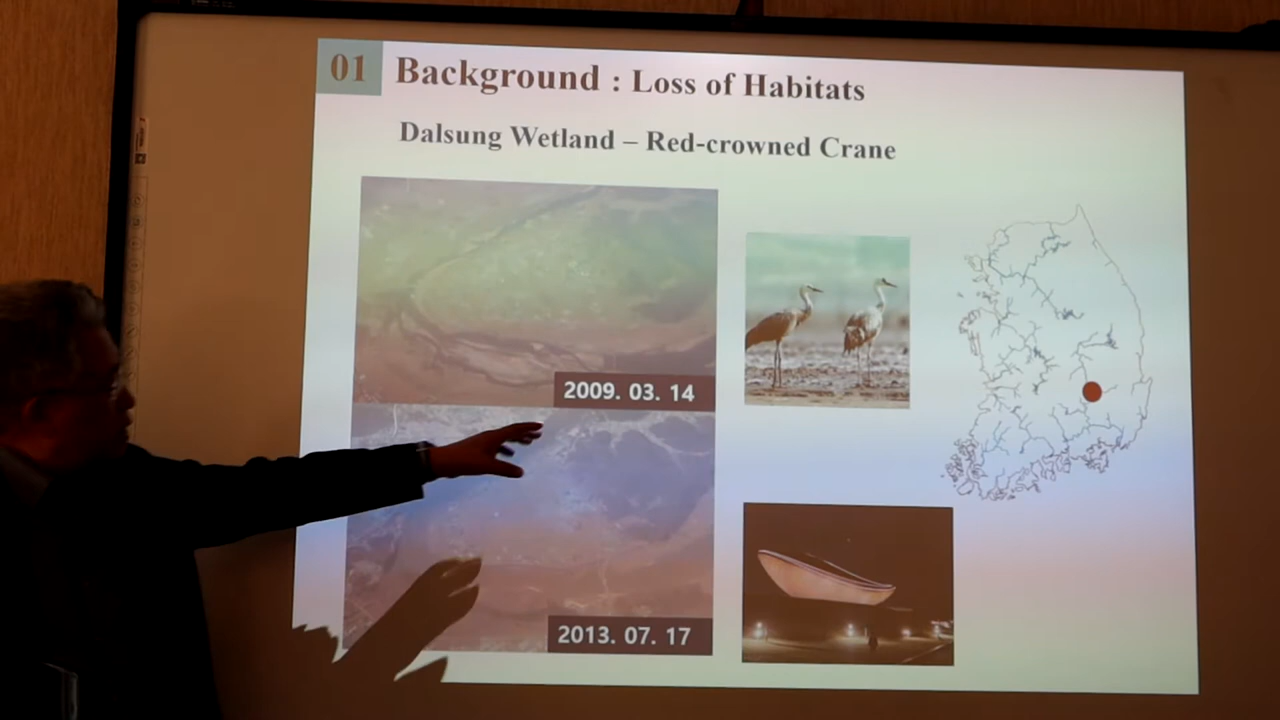 01
Background : Loss of Habitats
Dalsung Wetland – Red-crowned Crane
2009. 03. 14
2013. 07. 17